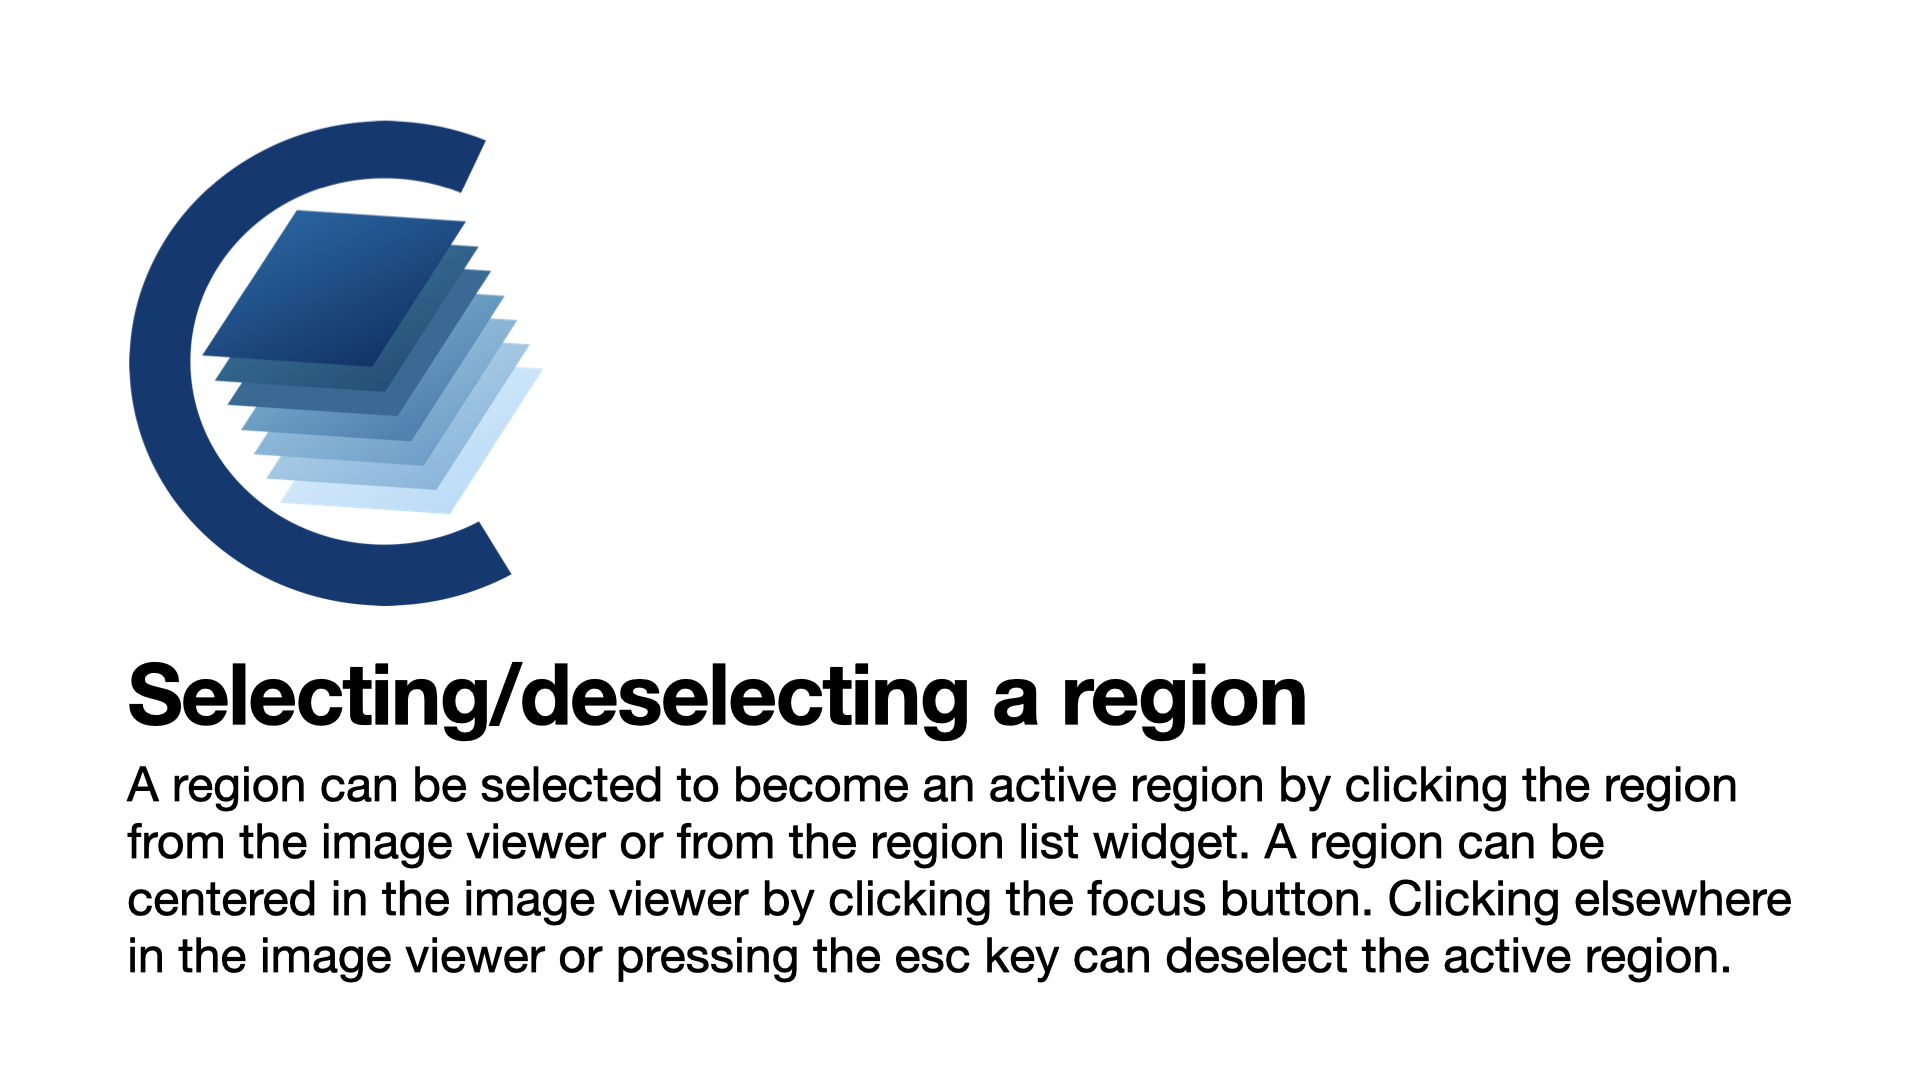 Selecting/deselecting a region
A region can be selected to become an active region by clicking the region
from the image viewer or from the region list widget. A region can be
centered in the image viewer by clicking the focus button. Clicking elsewhere
in the image viewer or pressing the esc key can deselect the active region.